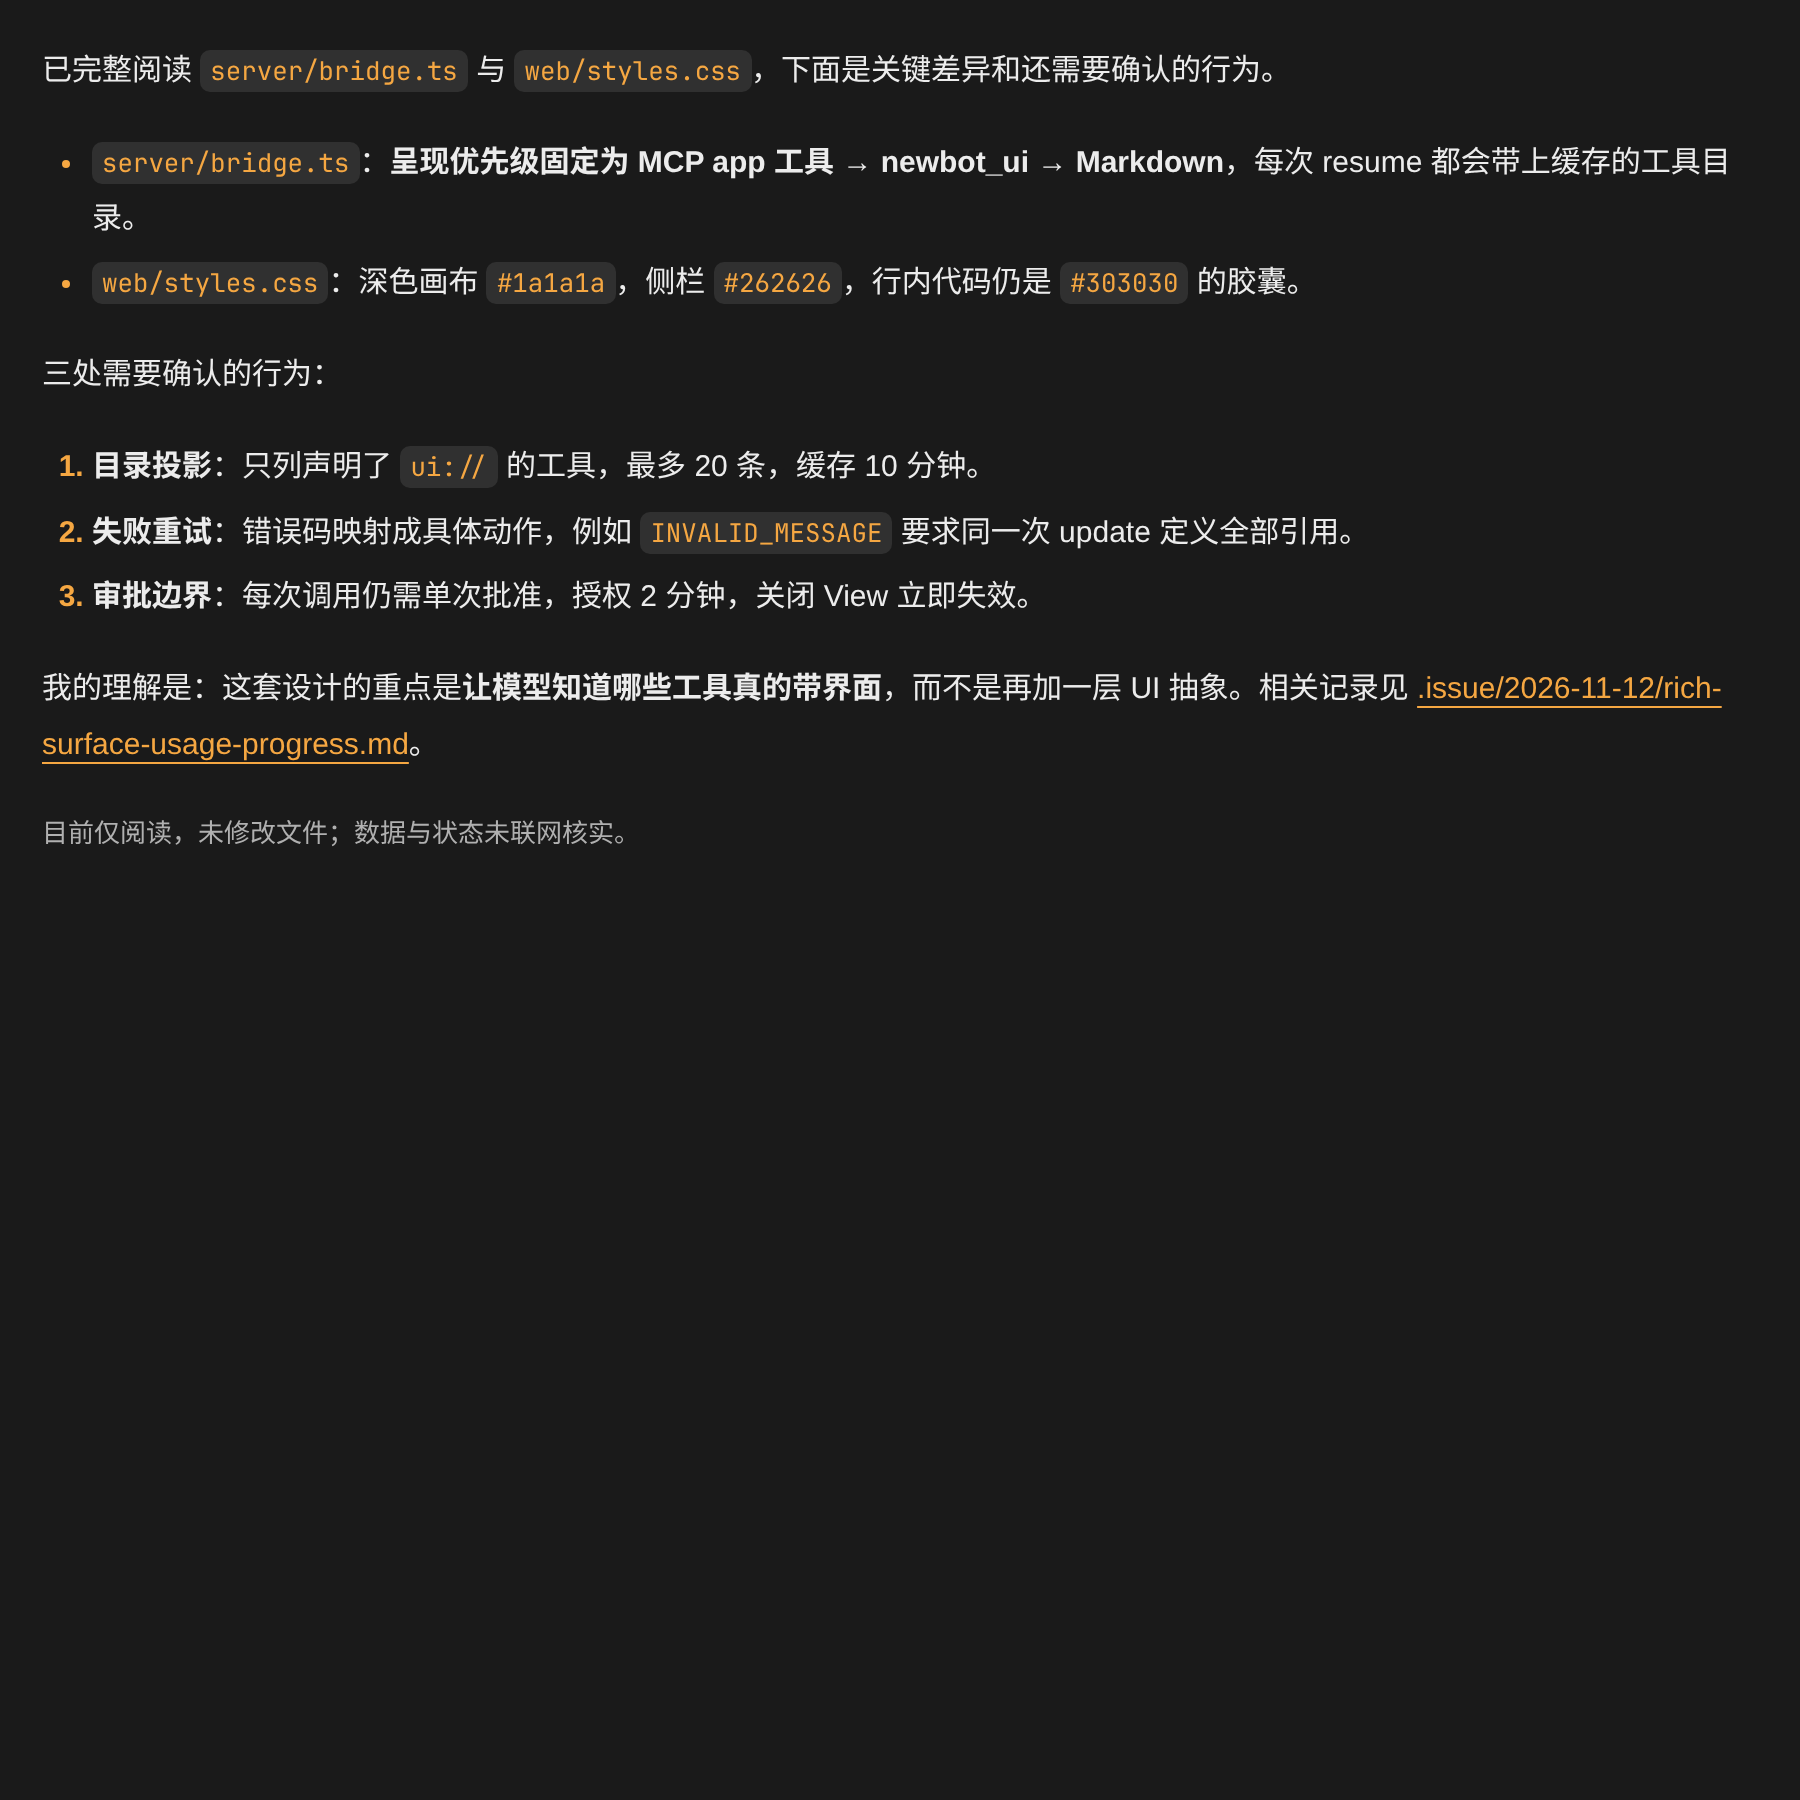 已完整阅读 server/bridge.ts 与 web/styles.css，下面是关键差异和还需要确认的行为。
• server/bridge.ts：呈现优先级固定为 MCP app 工具 → newbot_ui → Markdown，每次 resume 都会带上缓存的工具目
录。
• web/styles.css：深色画布 #1a1a1a，侧栏 #262626，行内代码仍是 #303030 的胶囊。
三处需要确认的行为：
1. 目录投影：只列声明了 ui:// 的工具，最多 20 条，缓存 10 分钟。
2. 失败重试：错误码映射成具体动作，例如 INVALID_MESSAGE 要求同一次 update 定义全部引用。
3. 审批边界：每次调用仍需单次批准，授权 2 分钟，关闭 View 立即失效。
我的理解是：这套设计的重点是让模型知道哪些工具真的带界面，而不是再加一层 UI 抽象。相关记录见 .issue/2026-11-12/rich-
surface-usage-progress.md。
目前仅阅读，未修改文件；数据与状态未联网核实。